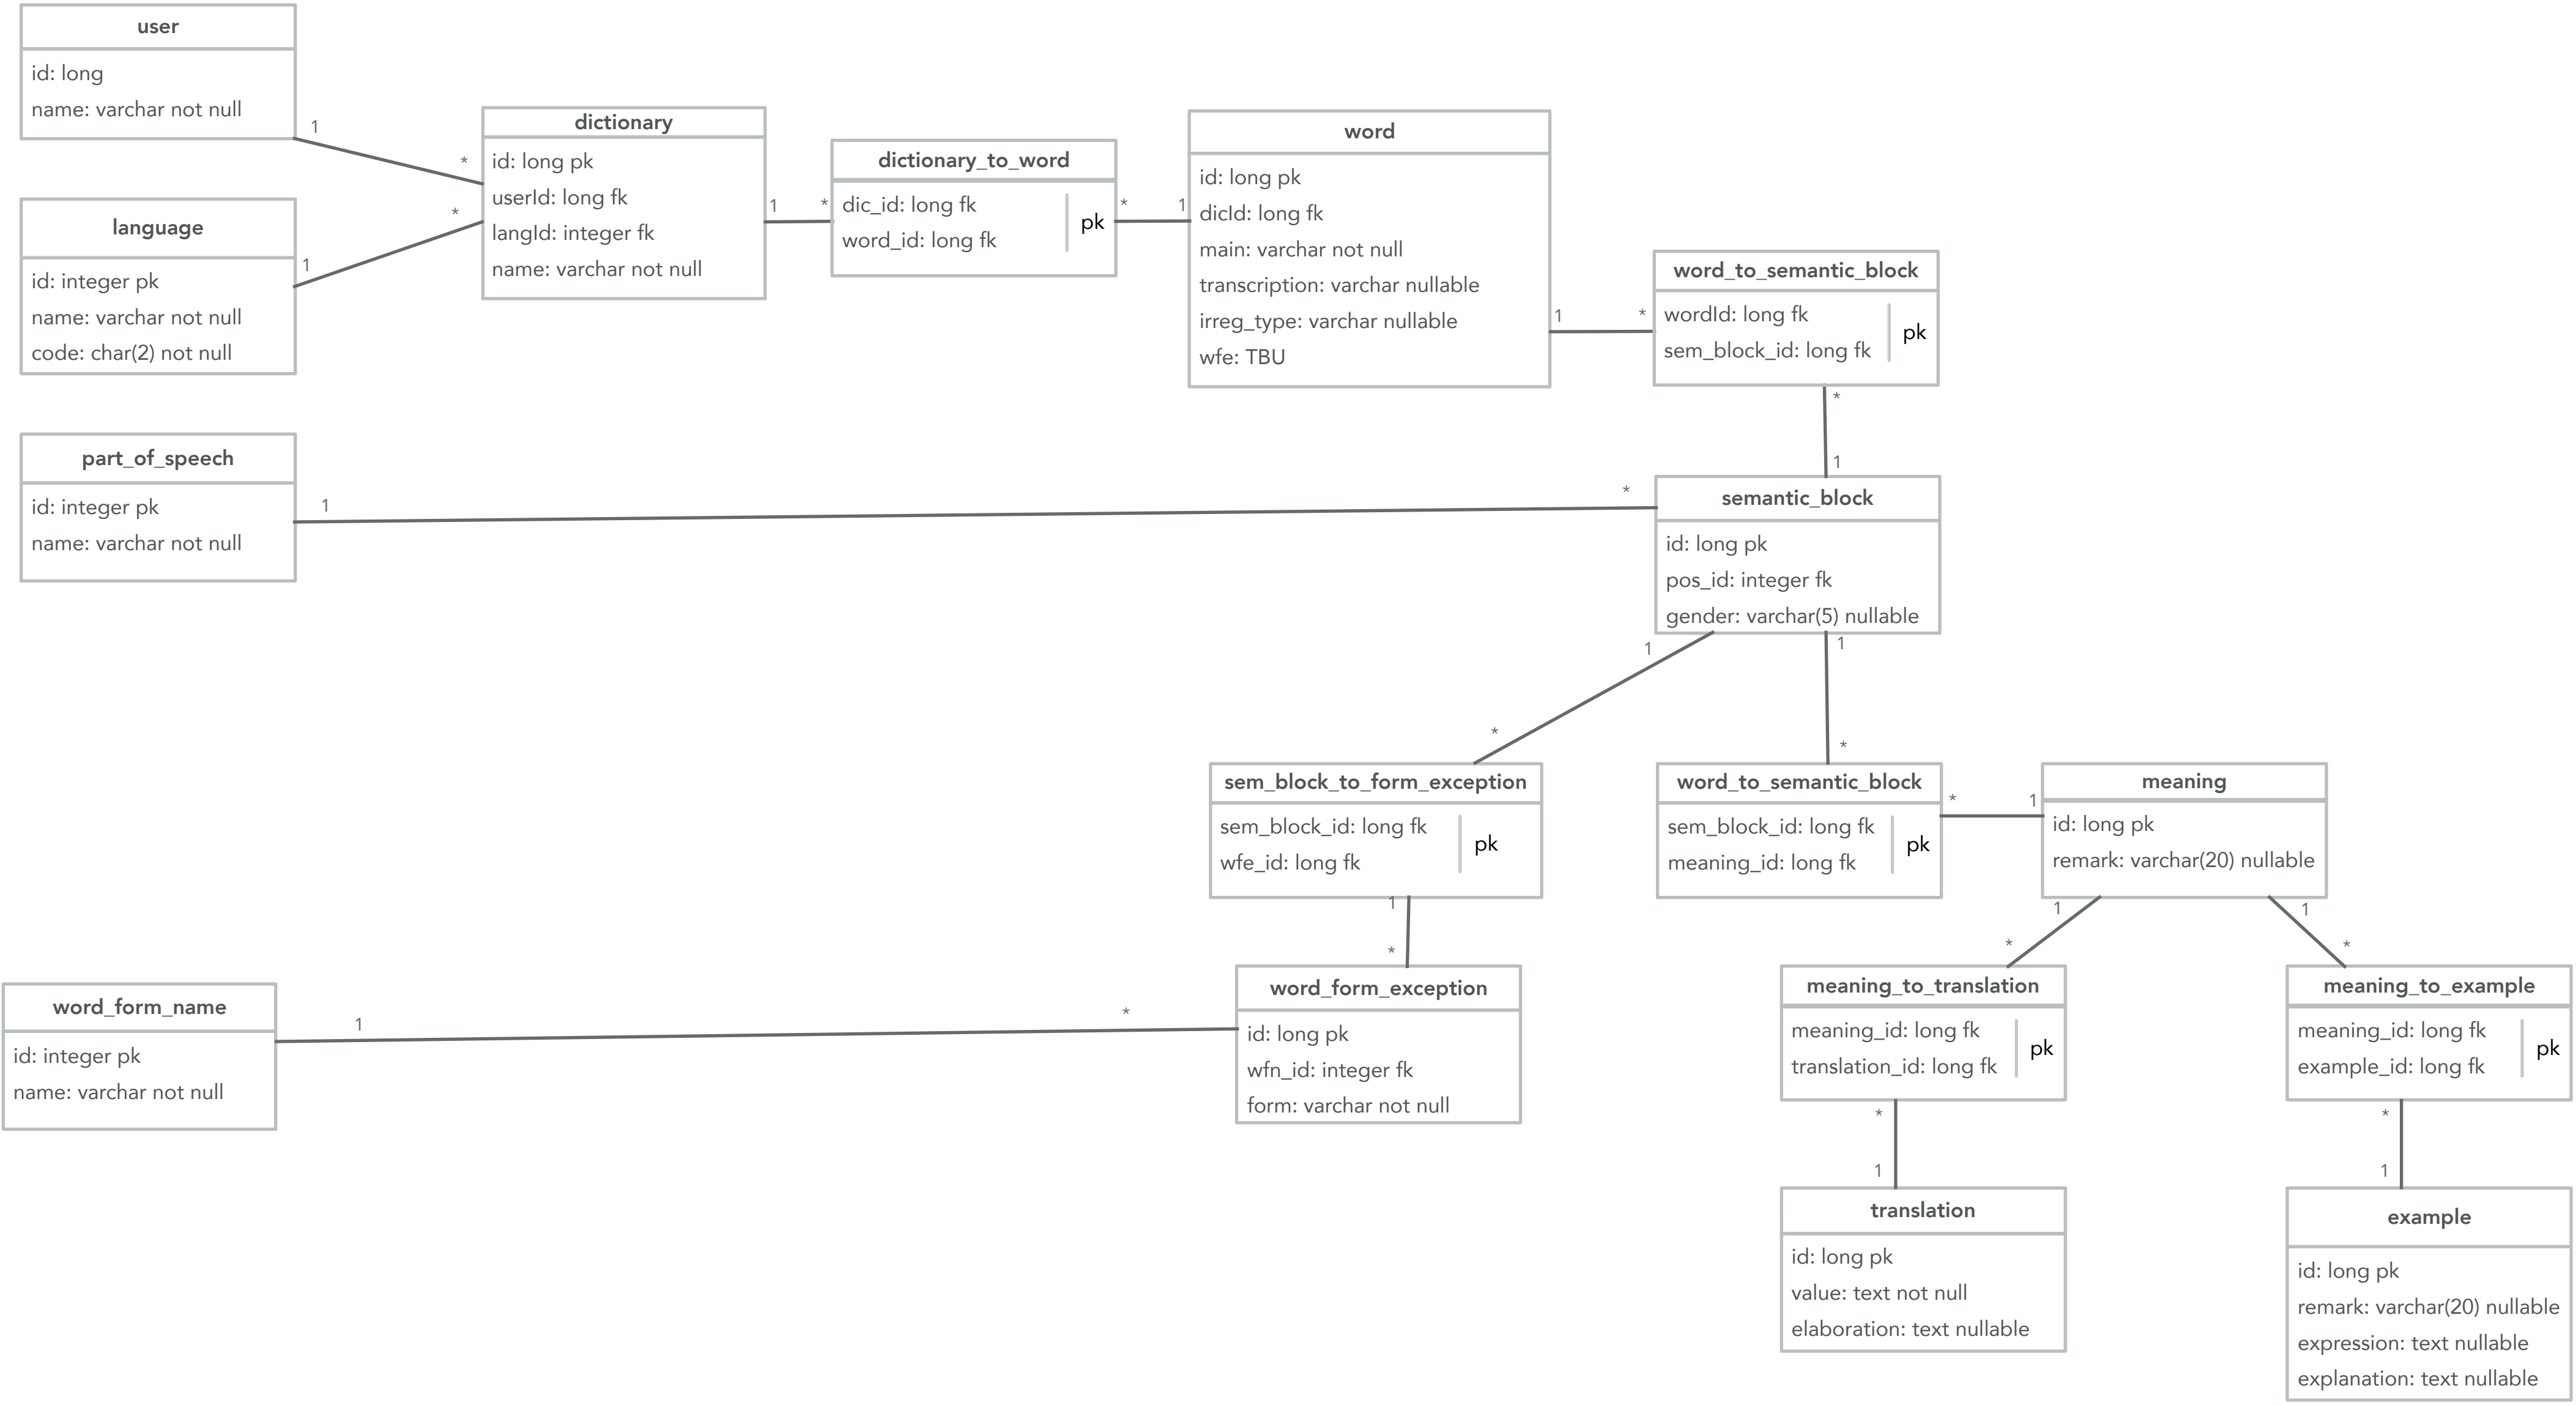 user
id: long
name: varchar not null
1
*
language
id: integer pk
name: varchar not null
code: char(2) not null
1
*
dictionary
id: long pk
userId: long fk
langId: integer fk
name: varchar not null
1
*
dictionary_to_word
dic_id: long fk
word_id: long fk
pk
*
1
word
id: long pk
dicId: long fk
main: varchar not null
transcription: varchar nullable
irreg_type: varchar nullable
wfe: TBU
1
*
word_to_semantic_block
wordId: long fk
sem_block_id: long fk
pk
*
1
part_of_speech
id: integer pk
name: varchar not null
1
*
semantic_block
id: long pk
pos_id: integer fk
gender: varchar(5) nullable
1
*
1
*
sem_block_to_form_exception
sem_block_id: long fk
wfe_id: long fk
pk
1
*
word_to_semantic_block
sem_block_id: long fk
meaning_id: long fk
pk
*
1
meaning
id: long pk
remark: varchar(20) nullable
1
*
1
*
word_form_name
id: integer pk
name: varchar not null
1
*
word_form_exception
id: long pk
wfn_id: integer fk
form: varchar not null
meaning_to_translation
meaning_id: long fk
translation_id: long fk
pk
*
1
meaning_to_example
meaning_id: long fk
example_id: long fk
pk
*
1
translation
id: long pk
value: text not null
elaboration: text nullable
example
id: long pk
remark: varchar(20) nullable
expression: text nullable
explanation: text nullable